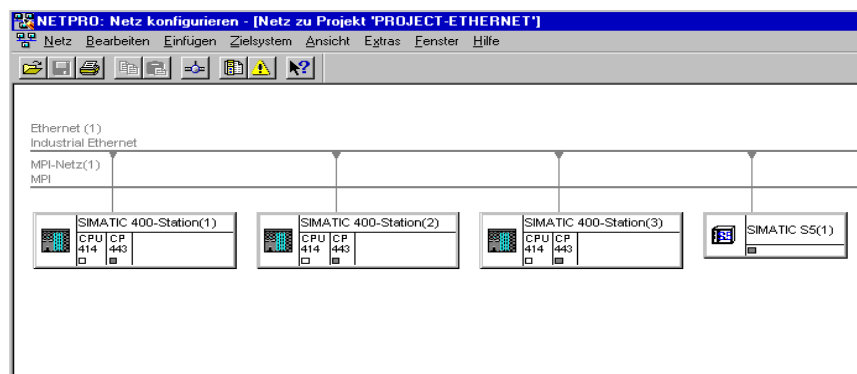 NETPRO: Netz konfigurieren - [Netz zu Projekt 'PROJECT-ETHERNET']
Netz Bearbeiten Einfügen Zielsystem Ansicht Extras Fenster Hilfe
Ethernet (1)
Industrial Ethernet
MPI-Netz(1)
MPI
SIMATIC 400-Station(1)
CPU CP
414 443
SIMATIC 400-Station(2)
CPU CP
414 443
SIMATIC 400-Station(3)
CPU CP
414 443
SIMATIC S5(1)